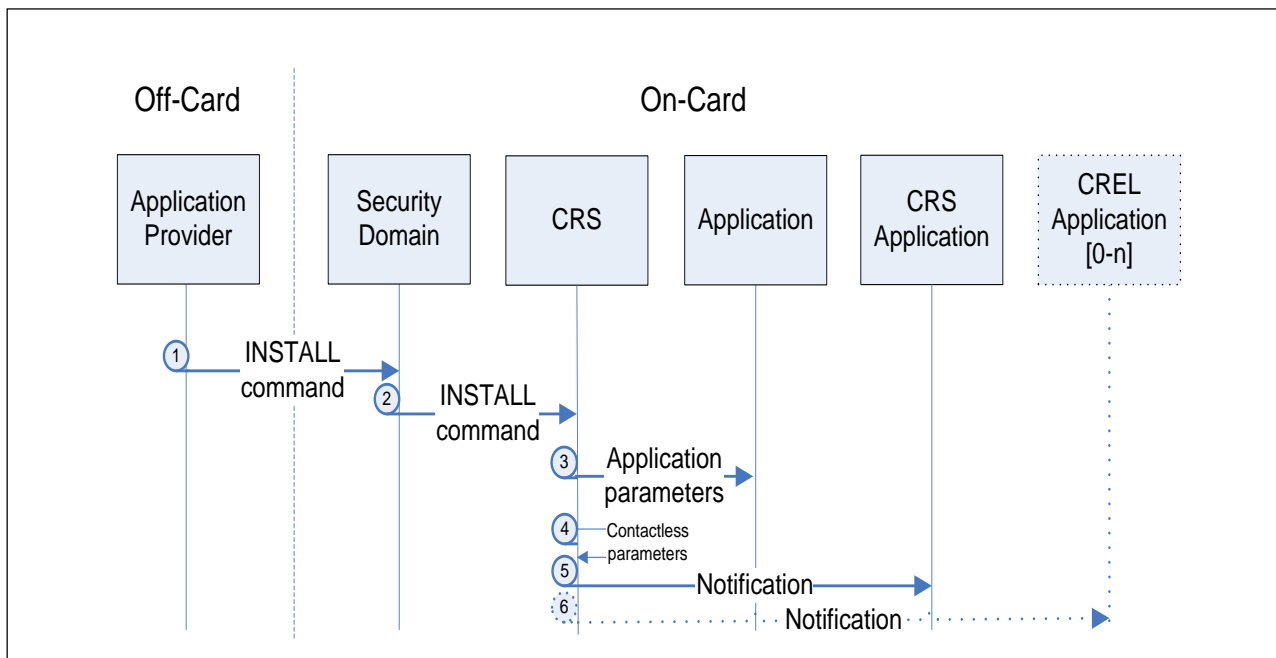 Off-Card
On-Card
Application
Provider
Security
Domain
CRS
Application
CRS
Application
CREL
Application
[0-n]
1
INSTALL
command
2
INSTALL
command
3
Application
parameters
4
Contactless
parameters
5
Notification
6
Notification